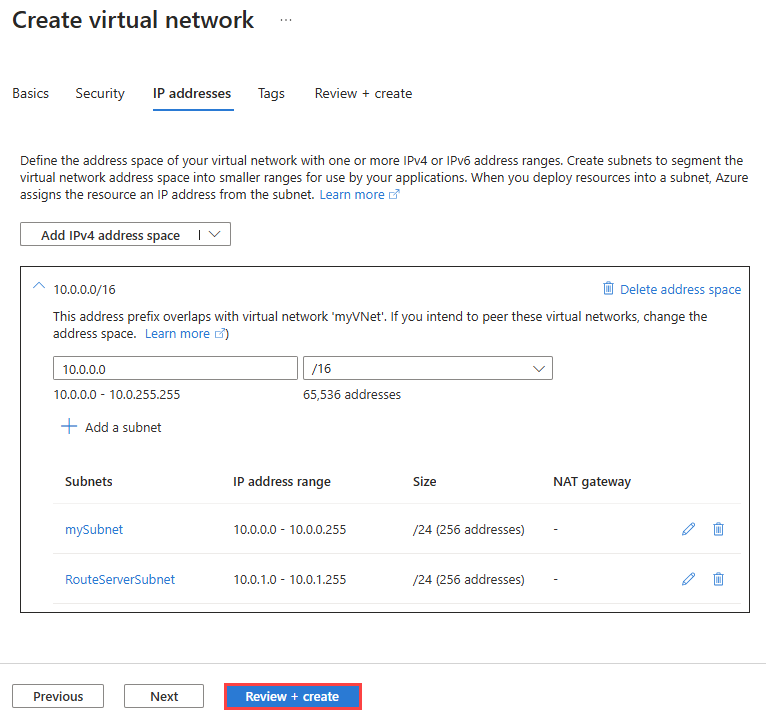 Create virtual network ...
Basics Security IP addresses Tags Review + create
Define the address space of your virtual network with one or more IPv4 or IPv6 address ranges. Create subnets to segment the
virtual network address space into smaller ranges for use by your applications. When you deploy resources into a subnet, Azure
assigns the resource an IP address from the subnet. Learn more
Add IPv4 address space
10.0.0.0/16 Delete address space
This address prefix overlaps with virtual network 'myVNet'. If you intend to peer these virtual networks, change the
address space. Learn more )
10.0.0.0 /16
10.0.0.0 - 10.0.255.255 65,536 addresses
Add a subnet
Subnets IP address range Size NAT gateway
mySubnet 10.0.0.0 - 10.0.0.255 /24 (256 addresses) -
RouteServerSubnet 10.0.1.0 - 10.0.1.255 /24 (256 addresses) -
Previous Next Review + create